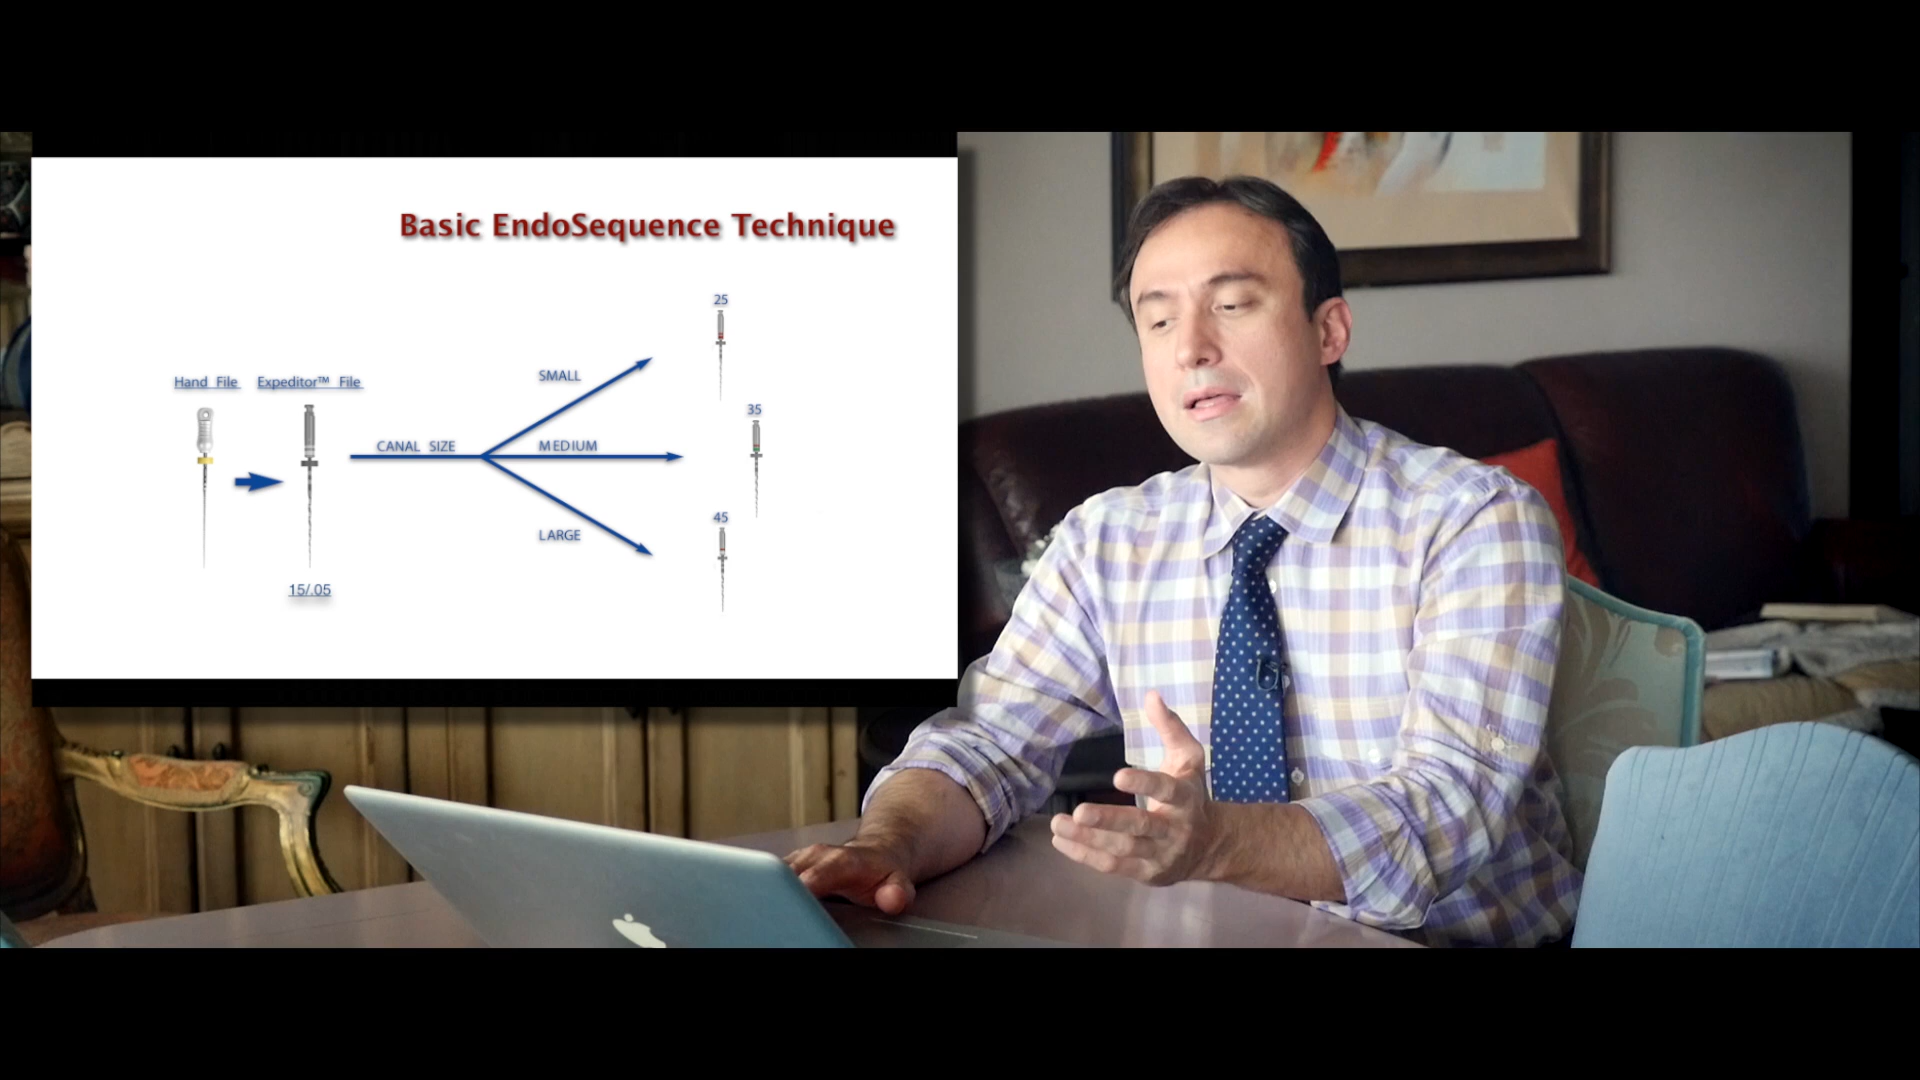 Basic EndoSequence Technique
25
SMALL
Hand File
Expeditor™ File
35
CANAL SIZE
MEDIUM
45
LARGE
15/.05